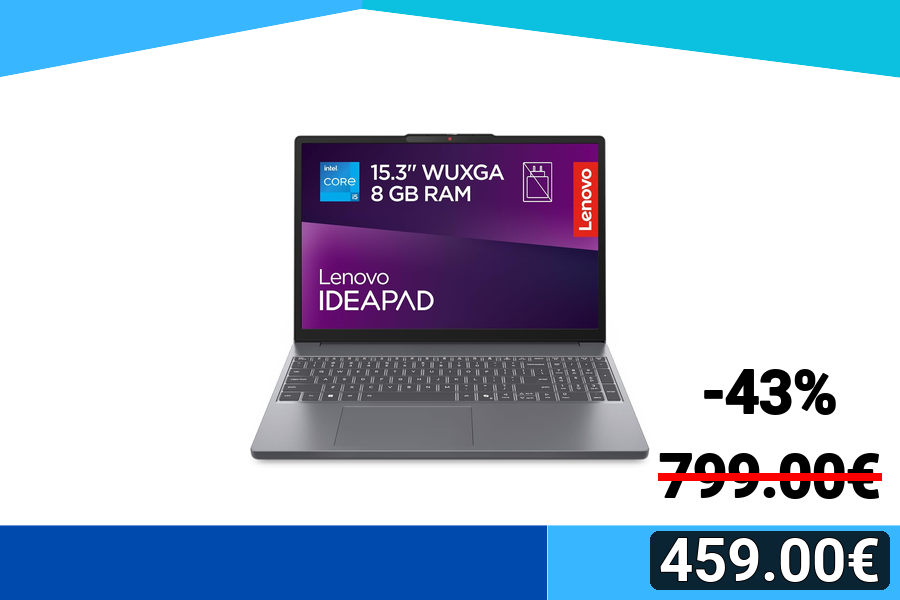 intel
core
i5
15.3" WUXGA
8 GB RAM
Lenovo
Lenovo
IDEAPAD
-43%
799.00€
459.00€